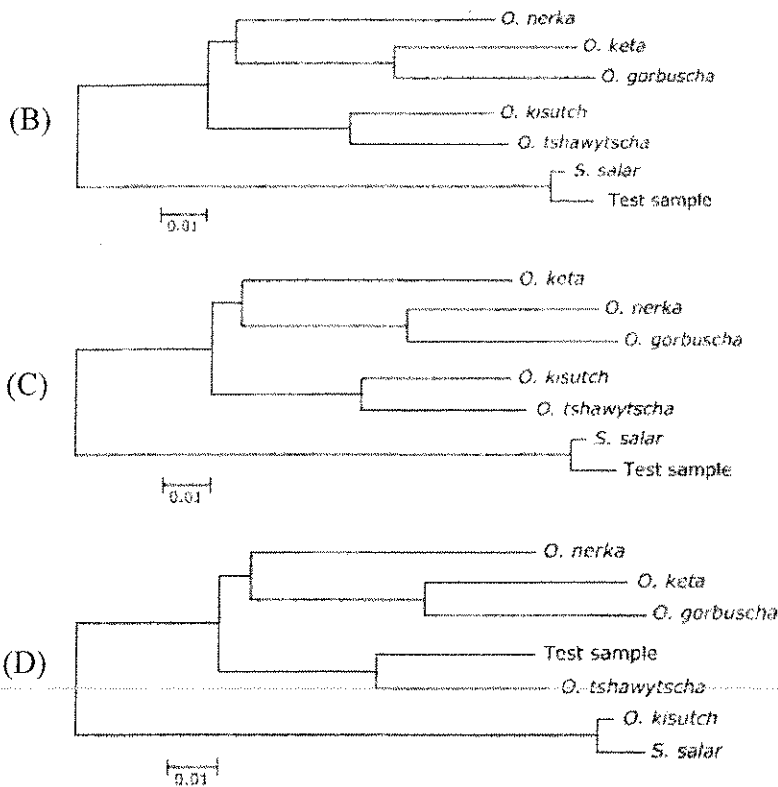 O. nerka
O. keta
O. gorbuscha
(B)
O. kisutch
O. tshawytscha
S. salar
Test sample
0.01
O. keta
O. nerka
O. gorbuscha
(C)
O. kisutch
O. tshawytscha
S. salar
Test sample
0.01
O. nerka
O. keta
O. gorbuscha
(D)
Test sample
O. tshawytscha
O. kisutch
S. salar
0.01